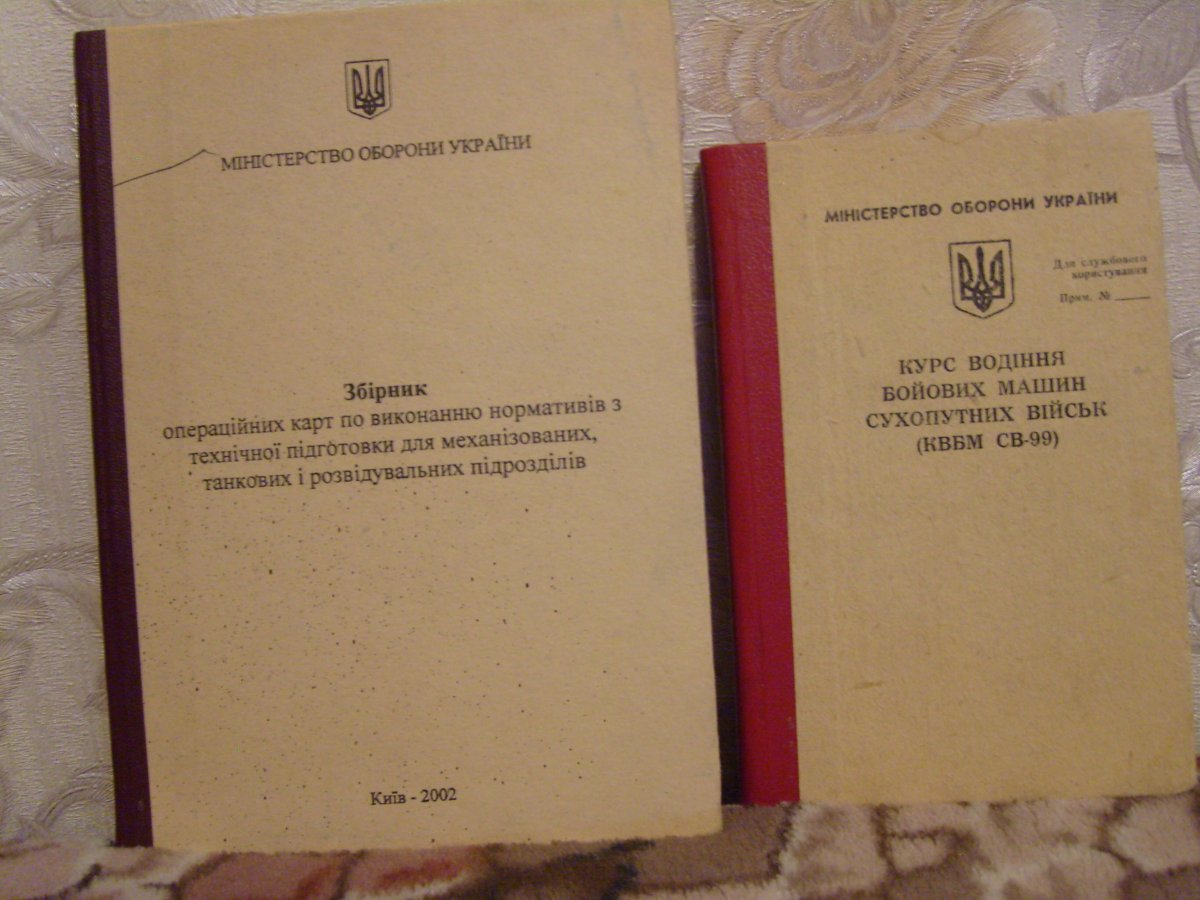 МІНІСТЕРСТВО ОБОРОНИ УКРАЇНИ
Збірник
операційних карт по виконанню нормативів з
технічної підготовки для механізованих,
танкових і розвідувальних підрозділів
Київ - 2002
МІНІСТЕРСТВО ОБОРОНИ УКРАЇНИ
Для службового
користування
Прим. № ____
КУРС ВОДІННЯ
БОЙОВИХ МАШИН
СУХОПУТНИХ ВІЙСЬК
(КВБМ СВ-99)